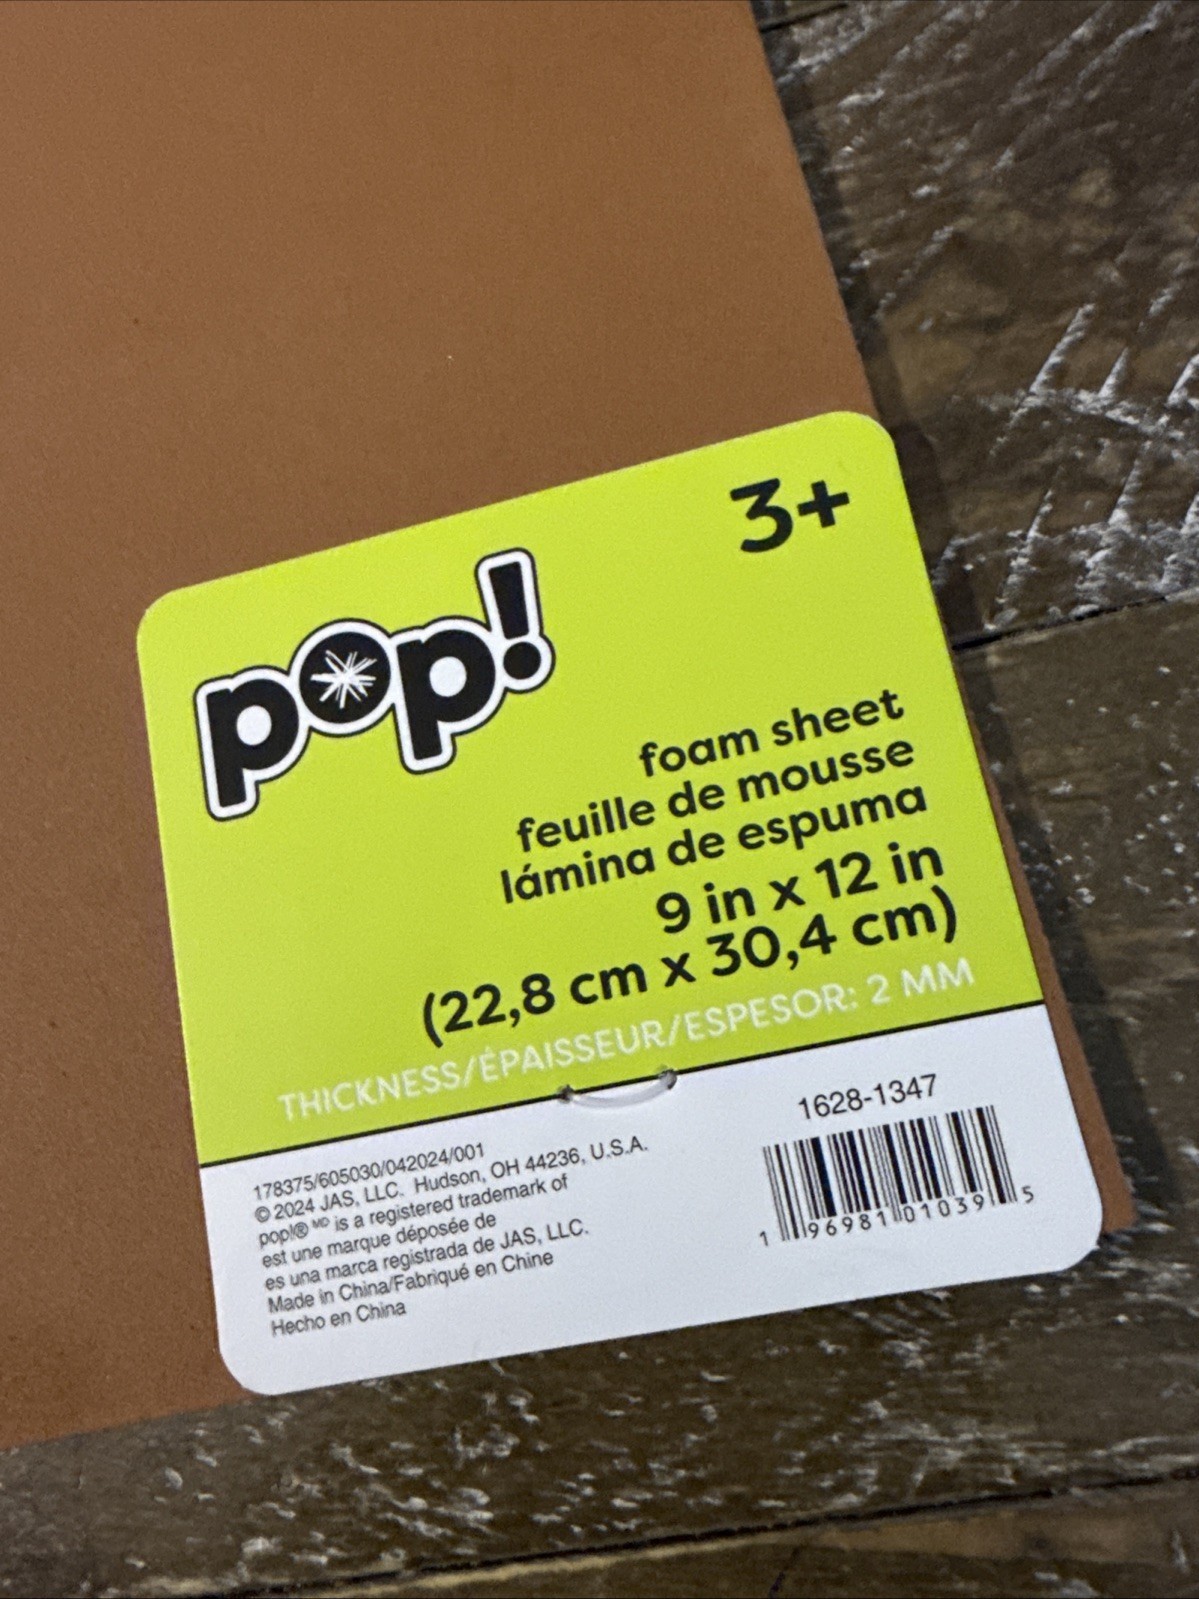 3+
pop!
foam sheet
feuille de mousse
lámina de espuma
9 in x 12 in
(22,8 cm x 30,4 cm)
THICKNESS/ÉPAISSEUR/ESPESOR: 2 MM
178375/605030/042024/001
© 2024 JAS, LLC. Hudson, OH 44236, U.S.A.
pop!® MD is a registered trademark of
est une marque déposée de
es una marca registrada de JAS, LLC.
Made in China/Fabriqué en Chine
Hecho en China
1628-1347
1 96981 01039 5